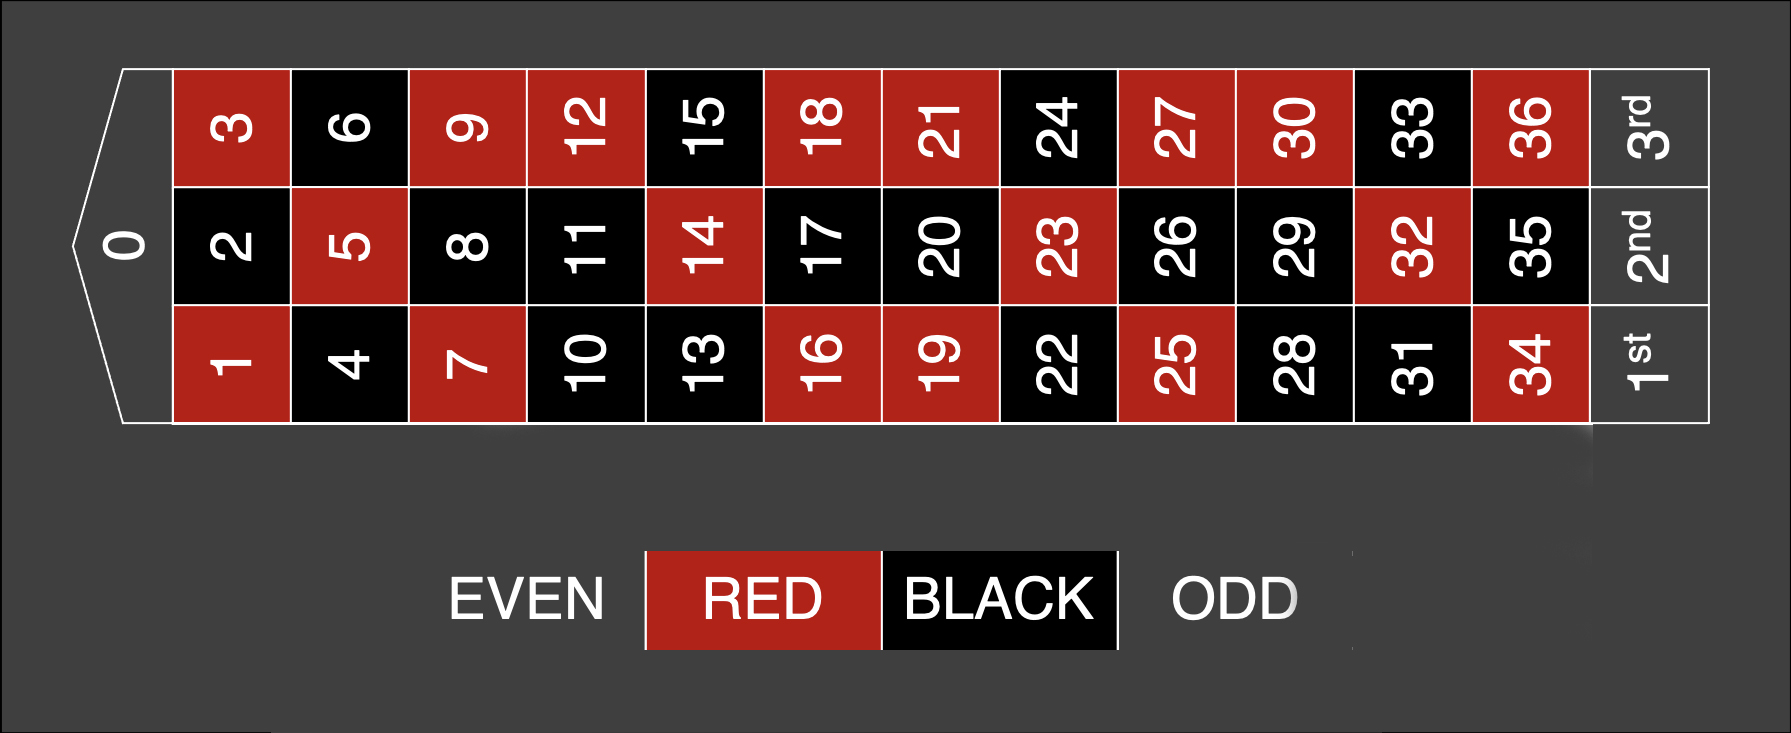 3 6 9 12 15 18 21 24 27 30 33 36 3rd
0 2 5 8 11 14 17 20 23 26 29 32 35 2nd
1 4 7 10 13 16 19 22 25 28 31 34 1st
EVEN RED BLACK ODD